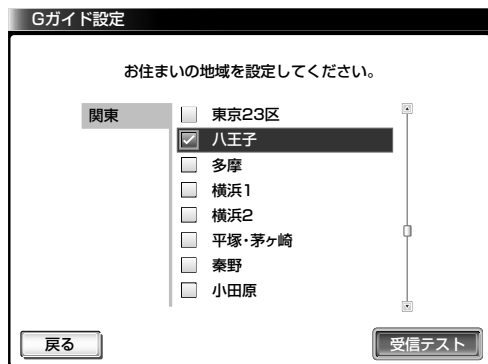 Gガイド設定
お住まいの地域を設定してください。
関東
東京23区
八王子
多摩
横浜1
横浜2
平塚・茅ヶ崎
秦野
小田原
戻る
受信テスト